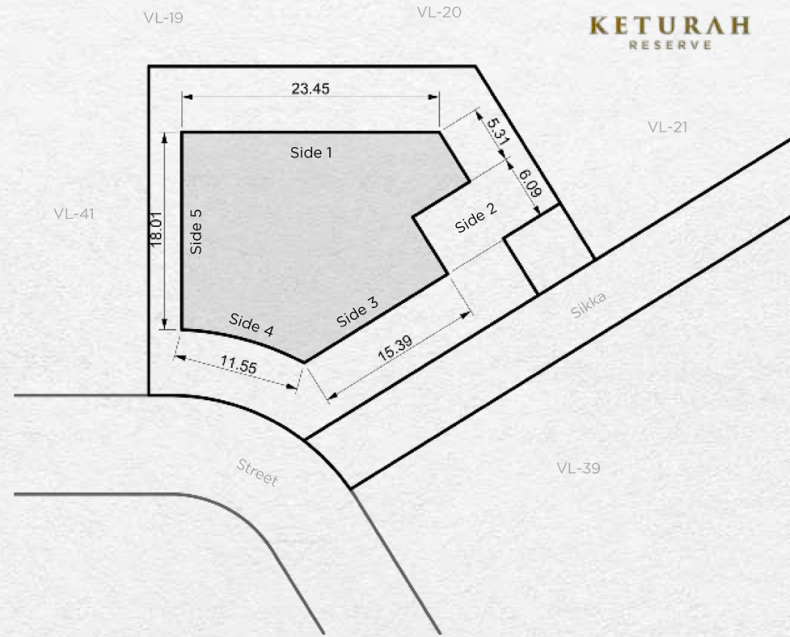 VL-19
VL-20
KETURAH
RESERVE
23.45
5.31
VL-21
Side 1
6.09
VL-41
18.01
Side 5
Side 2
Side 3
Side 4
Sikka
15.39
11.55
Street
VL-39